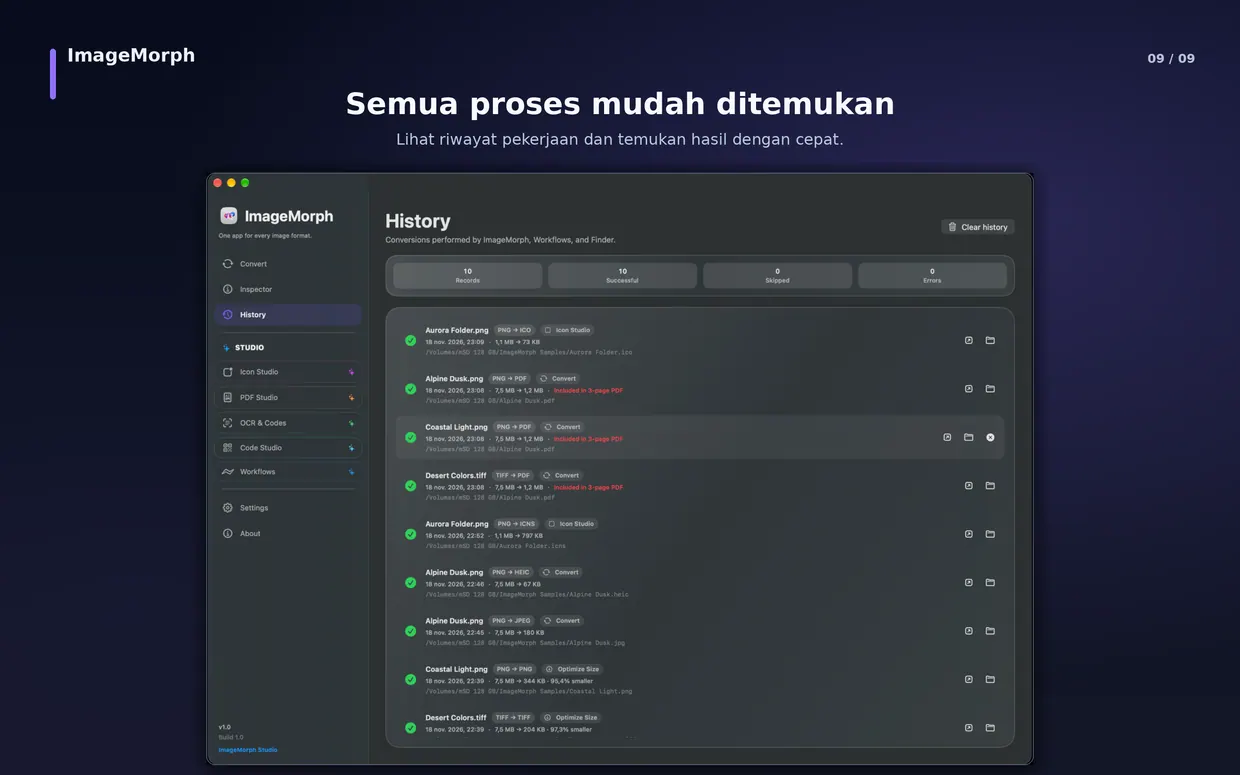 ImageMorph
09 / 09
Semua proses mudah ditemukan
Lihat riwayat pekerjaan dan temukan hasil dengan cepat.
ImageMorph
One app for every image format.
Convert
Inspector
History
STUDIO
Icon Studio
PDF Studio
OCR & Codes
Code Studio
Workflows
Settings
About
v1.0
Build 1.0
ImageMorph Studio
History
Conversions performed by ImageMorph, Workflows, and Finder.
Clear history
10
Records
10
Successful
0
Skipped
0
Errors
Aurora Folder.png PNG → ICO Icon Studio
18 nov. 2026, 23:09 · 1,1 MB → 73 KB
/Volumes/mSD 128 GB/ImageMorph Samples/Aurora Folder.ico
Alpine Dusk.png PNG → PDF Convert
18 nov. 2026, 23:08 · 7,5 MB → 1,2 MB · Included in 3-page PDF
/Volumes/mSD 128 GB/Alpine Dusk.pdf
Coastal Light.png PNG → PDF Convert
18 nov. 2026, 23:08 · 7,5 MB → 1,2 MB · Included in 3-page PDF
/Volumes/mSD 128 GB/Alpine Dusk.pdf
Desert Colors.tiff TIFF → PDF Convert
18 nov. 2026, 23:08 · 7,5 MB → 1,2 MB · Included in 3-page PDF
/Volumes/mSD 128 GB/Alpine Dusk.pdf
Aurora Folder.png PNG → ICNS Icon Studio
18 nov. 2026, 22:52 · 1,1 MB → 797 KB
/Volumes/mSD 128 GB/Aurora Folder.icns
Alpine Dusk.png PNG → HEIC Convert
18 nov. 2026, 22:46 · 7,5 MB → 67 KB
/Volumes/mSD 128 GB/ImageMorph Samples/Alpine Dusk.heic
Alpine Dusk.png PNG → JPEG Convert
18 nov. 2026, 22:45 · 7,5 MB → 180 KB
/Volumes/mSD 128 GB/ImageMorph Samples/Alpine Dusk.jpg
Coastal Light.png PNG → PNG Optimize Size
18 nov. 2026, 22:39 · 7,5 MB → 344 KB · 95,4% smaller
/Volumes/mSD 128 GB/ImageMorph Samples/Coastal Light.png
Desert Colors.tiff TIFF → TIFF Optimize Size
18 nov. 2026, 22:39 · 7,5 MB → 204 KB · 97,3% smaller